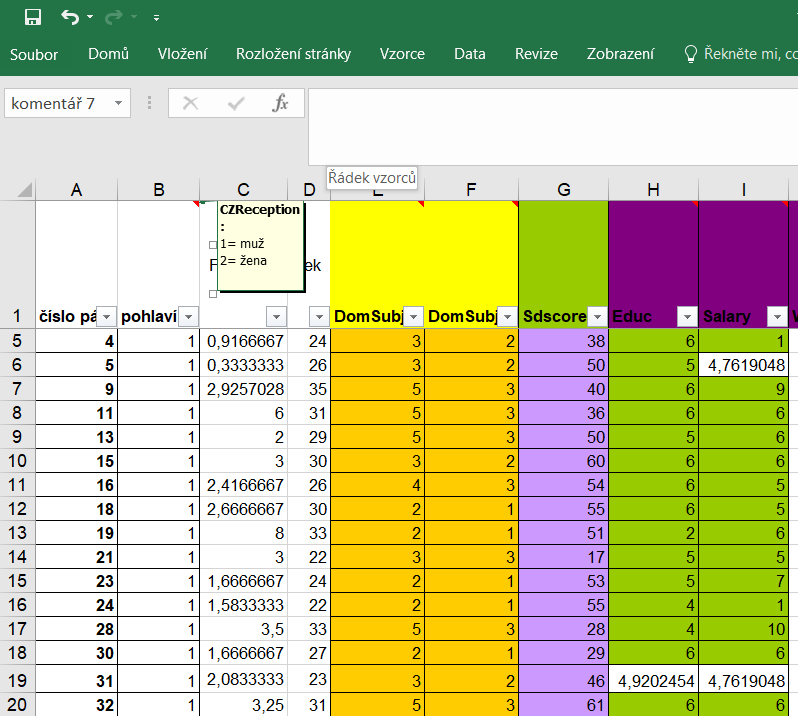 Soubor Domů Vložení Rozložení stránky Vzorce Data Revize Zobrazení Řekněte mi, co
komentář 7 fx
Řádek vzorců
A B C D E F G H I
CZReception
:
1= muž
2= žena
F ek
1 číslo pá pohlaví DomSubj DomSubj Sdscore Educ Salary
5 4 1 0,9166667 24 3 2 38 6 1
6 5 1 0,3333333 26 3 2 50 5 4,7619048
7 9 1 2,9257028 35 5 3 40 6 9
8 11 1 6 31 5 3 36 6 6
9 13 1 2 29 5 3 50 5 6
10 15 1 3 30 3 2 60 6 6
11 16 1 2,4166667 26 4 3 54 6 5
12 18 1 2,6666667 30 2 1 55 6 5
13 19 1 8 33 2 1 51 2 6
14 21 1 3 22 3 3 17 5 5
15 23 1 1,6666667 24 2 1 53 5 7
16 24 1 1,5833333 22 2 1 55 4 1
17 28 1 3,5 33 5 3 28 4 10
18 30 1 1,6666667 27 2 1 29 6 6
19 31 1 2,0833333 23 3 2 46 4,9202454 4,7619048
20 32 1 3,25 31 5 3 61 6 6